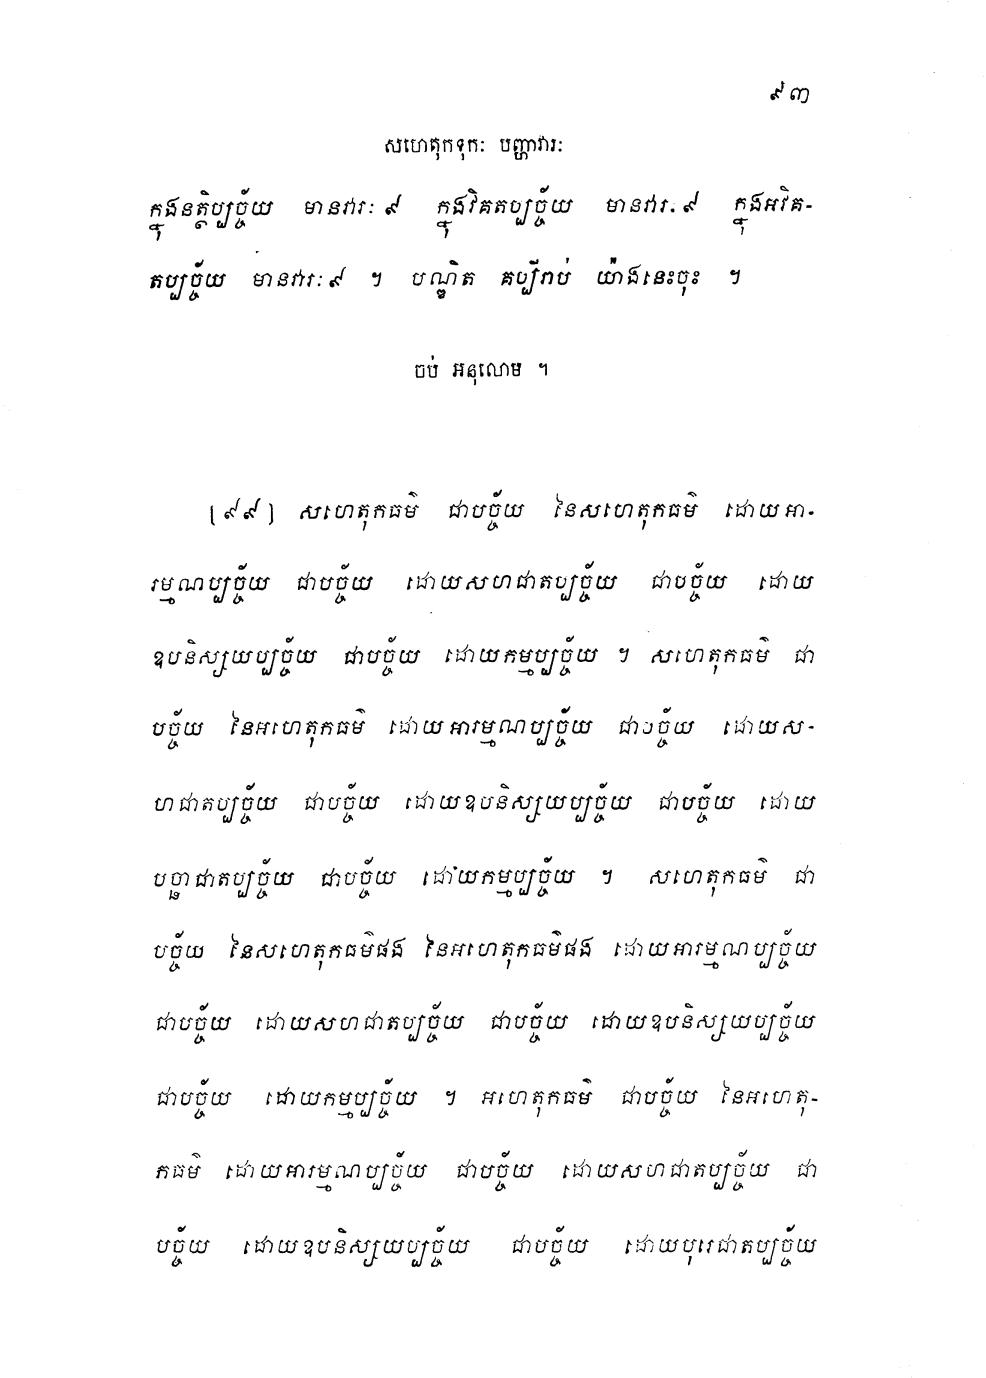 ៩៣
សហេតុកទុកៈ បញ្ហាវារៈ
ក្នុងនត្ថិប្បច្ច័យ មានវារៈ ៩ ក្នុងវិគតប្បច្ច័យ មានវារៈ ៩ ក្នុងអវិគ-
តប្បច្ច័យ មានវារៈ ៩ ។ បណ្ឌិត គប្បីរាប់ យ៉ាងនេះចុះ ។
ចប់ អនុលោម ។
[៩៩] សហេតុកធម៌ ជាបច្ច័យ នៃសហេតុកធម៌ ដោយអា-
រម្មណប្បច្ច័យ ជាបច្ច័យ ដោយសហជាតប្បច្ច័យ ជាបច្ច័យ ដោយ
ឧបនិស្សយប្បច្ច័យ ជាបច្ច័យ ដោយកម្មប្បច្ច័យ ។ សហេតុកធម៌ ជា
បច្ច័យ នៃអហេតុកធម៌ ដោយអារម្មណប្បច្ច័យ ជាបច្ច័យ ដោយស-
ហជាតប្បច្ច័យ ជាបច្ច័យ ដោយឧបនិស្សយប្បច្ច័យ ជាបច្ច័យ ដោយ
បច្ឆាជាតប្បច្ច័យ ជាបច្ច័យ ដោយកម្មប្បច្ច័យ ។ សហេតុកធម៌ ជា
បច្ច័យ នៃសហេតុកធម៌ផង នៃអហេតុកធម៌ផង ដោយអារម្មណប្បច្ច័យ
ជាបច្ច័យ ដោយសហជាតប្បច្ច័យ ជាបច្ច័យ ដោយឧបនិស្សយប្បច្ច័យ
ជាបច្ច័យ ដោយកម្មប្បច្ច័យ ។ អហេតុកធម៌ ជាបច្ច័យ នៃអហេតុ-
កធម៌ ដោយអារម្មណប្បច្ច័យ ជាបច្ច័យ ដោយសហជាតប្បច្ច័យ ជា
បច្ច័យ ដោយឧបនិស្សយប្បច្ច័យ ជាបច្ច័យ ដោយបុរេជាតប្បច្ច័យ